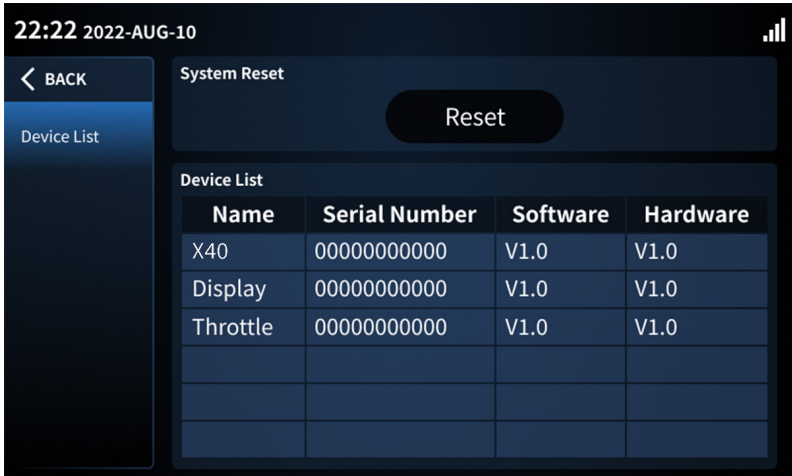 22:22 2022-AUG-10
BACK
Device List
System Reset
Reset
Device List
Name Serial Number Software Hardware
X40 00000000000 V1.0 V1.0
Display 00000000000 V1.0 V1.0
Throttle 00000000000 V1.0 V1.0